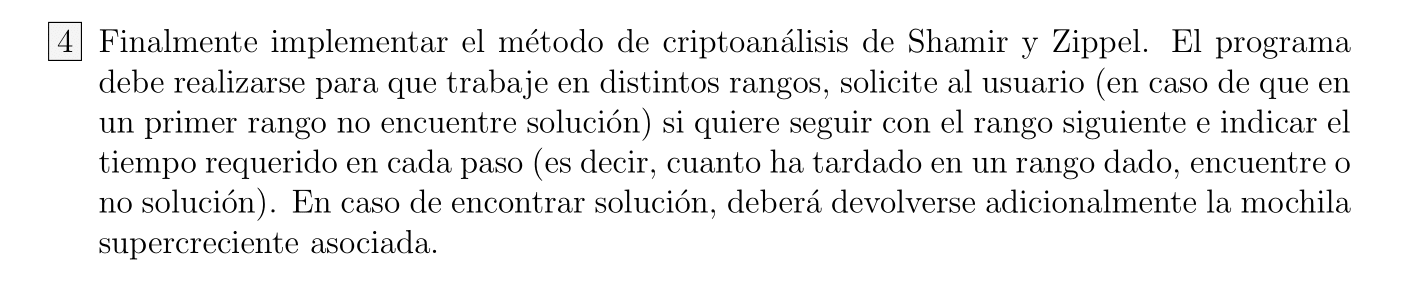 4 Finalmente implementar el método de criptoanálisis de Shamir y Zippel. El programa
debe realizarse para que trabaje en distintos rangos, solicite al usuario (en caso de que en
un primer rango no encuentre solución) si quiere seguir con el rango siguiente e indicar el
tiempo requerido en cada paso (es decir, cuanto ha tardado en un rango dado, encuentre o
no solución). En caso de encontrar solución, deberá devolverse adicionalmente la mochila
supercreciente asociada.